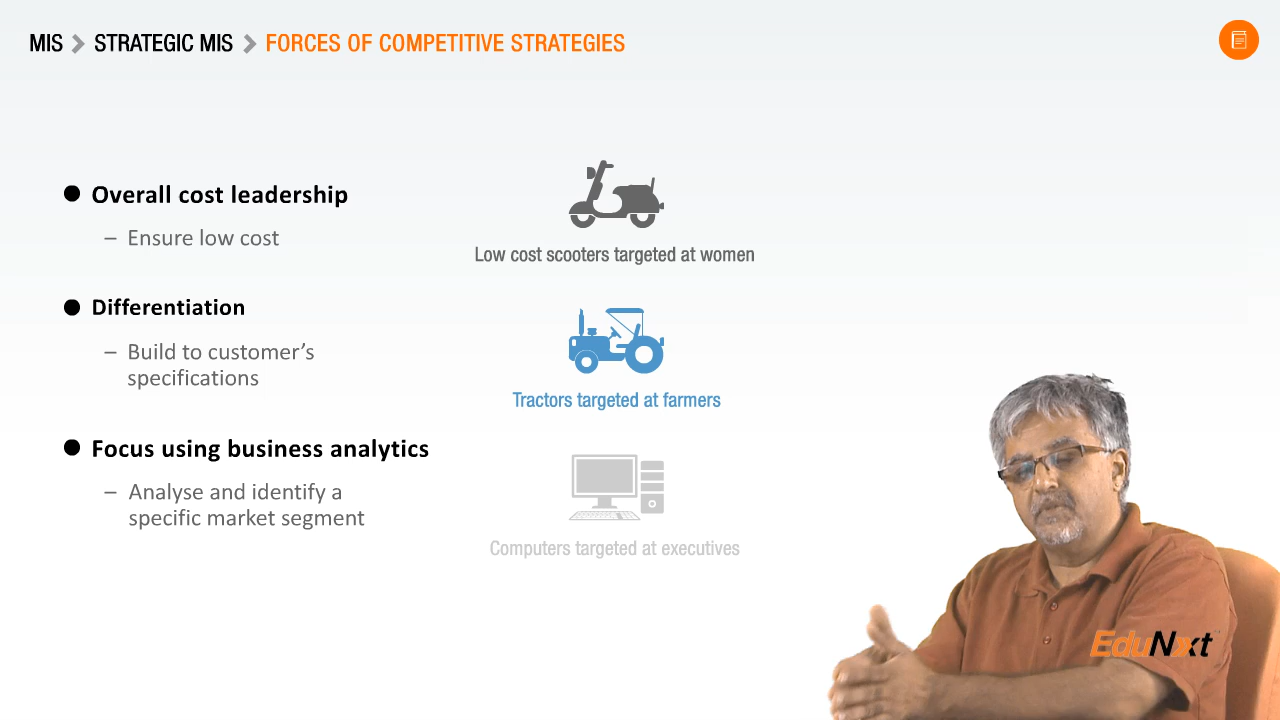 MIS > STRATEGIC MIS > FORCES OF COMPETITIVE STRATEGIES
● Overall cost leadership
– Ensure low cost
Low cost scooters targeted at women
● Differentiation
– Build to customer’s
specifications
Tractors targeted at farmers
● Focus using business analytics
– Analyse and identify a
specific market segment
Computers targeted at executives
EduNxt